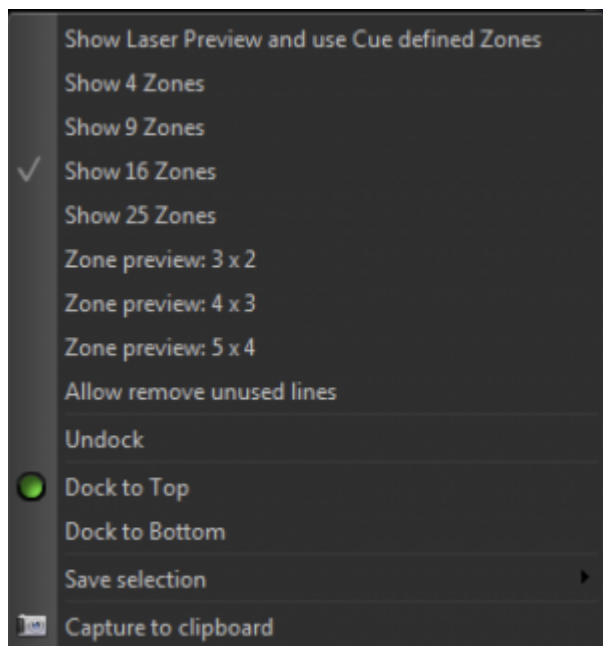 Show Laser Preview and use Cue defined Zones
Show 4 Zones
Show 9 Zones
Show 16 Zones
Show 25 Zones
Zone preview: 3 x 2
Zone preview: 4 x 3
Zone preview: 5 x 4
Allow remove unused lines
Undock
Dock to Top
Dock to Bottom
Save selection
Capture to clipboard